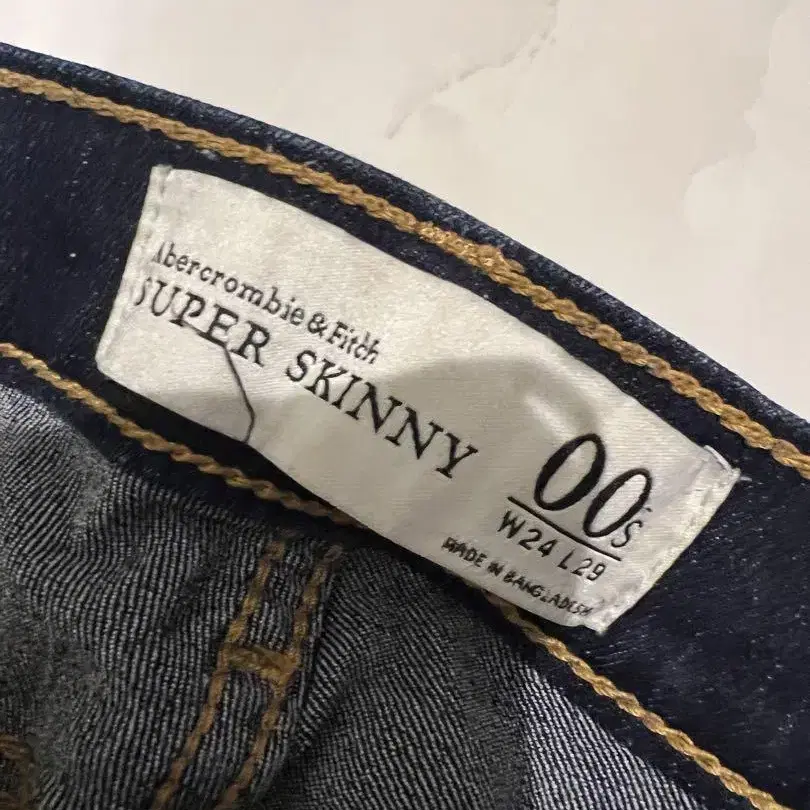 Abercrombie & Fitch
SUPER SKINNY
00s
W24 L29
MADE IN BANGLADESH